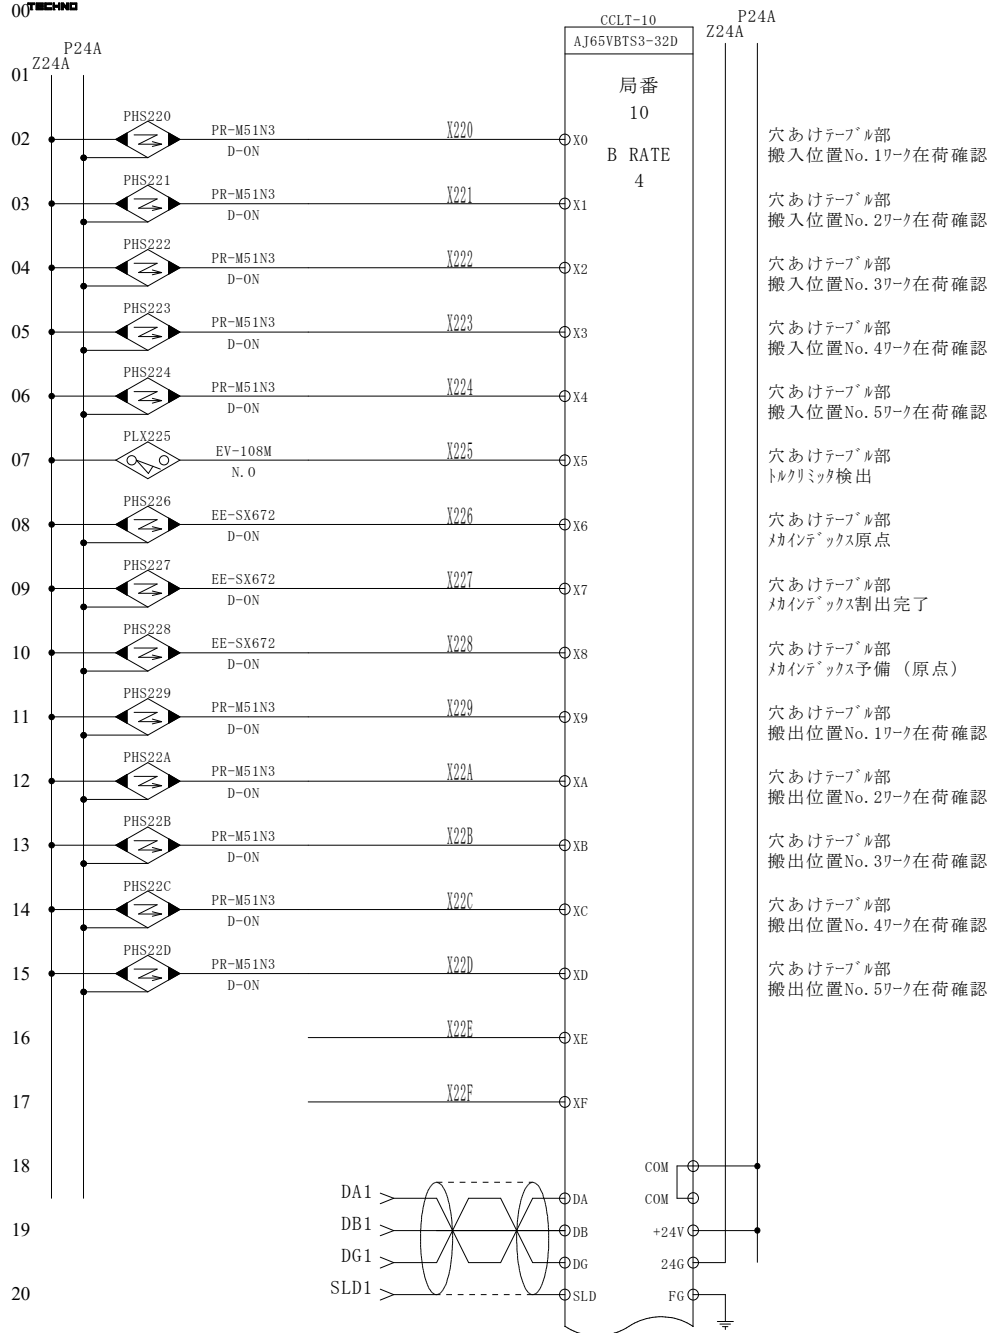 00 TECHNO
CCLT-10
AJ65VBTS3-32D
Z24A P24A
Z24A P24A
01
局番
10
B RATE
4
02 PHS220 PR-M51N3 D-ON X220 X0 穴あけテーブル部
搬入位置No.1ワーク在荷確認
03 PHS221 PR-M51N3 D-ON X221 X1 穴あけテーブル部
搬入位置No.2ワーク在荷確認
04 PHS222 PR-M51N3 D-ON X222 X2 穴あけテーブル部
搬入位置No.3ワーク在荷確認
05 PHS223 PR-M51N3 D-ON X223 X3 穴あけテーブル部
搬入位置No.4ワーク在荷確認
06 PHS224 PR-M51N3 D-ON X224 X4 穴あけテーブル部
搬入位置No.5ワーク在荷確認
07 PLX225 EV-108M N.O X225 X5 穴あけテーブル部
トルクリミッタ検出
08 PHS226 EE-SX672 D-ON X226 X6 穴あけテーブル部
メカインデックス原点
09 PHS227 EE-SX672 D-ON X227 X7 穴あけテーブル部
メカインデックス割出完了
10 PHS228 EE-SX672 D-ON X228 X8 穴あけテーブル部
メカインデックス予備 (原点)
11 PHS229 PR-M51N3 D-ON X229 X9 穴あけテーブル部
搬出位置No.1ワーク在荷確認
12 PHS22A PR-M51N3 D-ON X22A XA 穴あけテーブル部
搬出位置No.2ワーク在荷確認
13 PHS22B PR-M51N3 D-ON X22B XB 穴あけテーブル部
搬出位置No.3ワーク在荷確認
14 PHS22C PR-M51N3 D-ON X22C XC 穴あけテーブル部
搬出位置No.4ワーク在荷確認
15 PHS22D PR-M51N3 D-ON X22D XD 穴あけテーブル部
搬出位置No.5ワーク在荷確認
16 X22E XE
17 X22F XF
18 COM
DA1 DA COM
19 DB1 DB +24V
DG1 DG 24G
20 SLD1 SLD FG